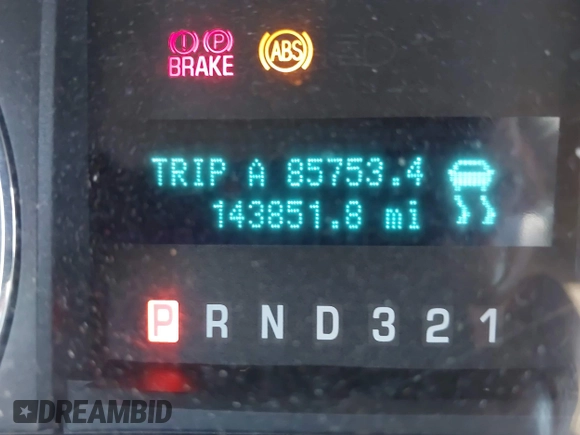 (!) (P)
BRAKE
(ABS)
TRIP A 85753.4
143851.8 mi
P R N D 3 2 1
DREAMBID